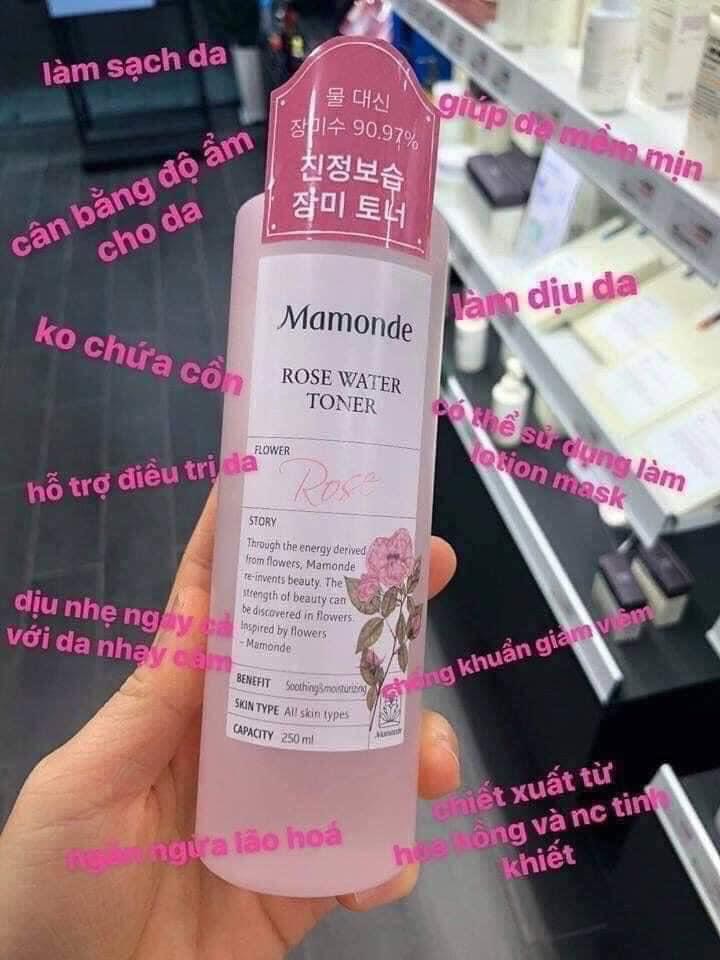 làm sạch da
물 대신
장미수 90.97%
진정보습
장미 토너
giúp da mềm mịn
cân bằng độ ẩm
cho da
làm dịu da
Mamonde
ROSE WATER
TONER
ko chứa cồn
có thể sử dụng làm
lotion mask
FLOWER
Rose
hỗ trợ điều trị da
STORY
Through the energy derived
from flowers, Mamonde
re-invents beauty. The
strength of beauty can
be discovered in flowers.
Inspired by flowers
- Mamonde
dịu nhẹ ngay cả
với da nhạy cảm
chống khuẩn giảm viêm
BENEFIT Soothing&moisturizing
SKIN TYPE All skin types
CAPACITY 250 ml
Mamonde
ngăn ngừa lão hoá
chiết xuất từ
hoa hồng và nc tinh
khiết